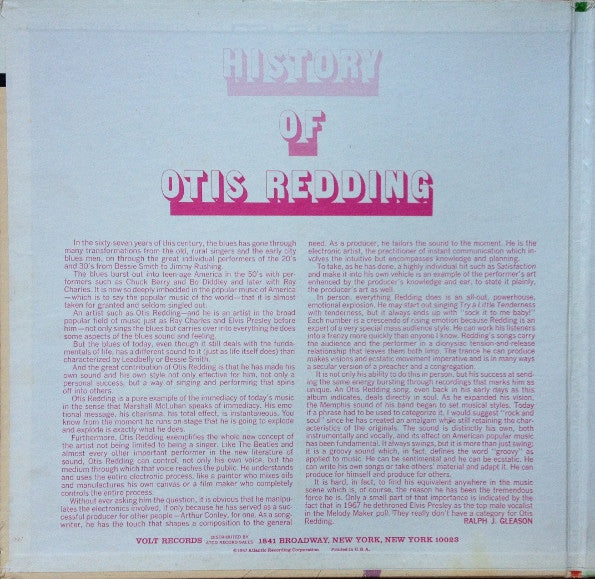 HISTORY
OF
OTIS REDDING
In the sixty-seven years of this century, the blues has gone through
many transformations from the old, rural singers and the early city
blues men, on through the great individual performers of the 20's
and 30's from Bessie Smith to Jimmy Rushing.
The blues burst out into teen-age America in the 50's with per-
formers such as Chuck Berry and Bo Diddley and later with Ray
Charles. It is now so deeply imbedded in the popular music of America
—which is to say the popular music of the world—that it is almost
taken for granted and seldom singled out.
An artist such as Otis Redding—and he is an artist in the broad
popular field of music just as Ray Charles and Elvis Presley before
him—not only sings the blues but carries over into everything he does
some aspects of the blues sound and feeling.
But the blues of today, even though it still deals with the funda-
mentals of life, has a different sound to it (just as life itself does) than
characterized by Leadbelly or Bessie Smith.
And the great contribution of Otis Redding is that he has made his
own sound and his own style not only effective for him, not only a
personal success, but a way of singing and performing that spins
off into others.
Otis Redding is a pure example of the immediacy of today's music
in the sense that Marshall McLuhan speaks of immediacy. His emo-
tional message, his charisma, his total effect, is instantaneous. You
know from the moment he runs on stage that he is going to explode
and explode is exactly what he does.
Furthermore, Otis Redding exemplifies the whole new concept of
the artist not being limited to being a singer. Like The Beatles and
almost every other important performer in the new literature of
sound, Otis Redding can control, not only his own voice, but the
medium through which that voice reaches the public. He understands
and uses the entire electronic process, like a painter who mixes oils
and manufactures his own canvas or a film maker who completely
controls the entire process.
Without ever asking him the question, it is obvious that he manipu-
lates the electronics involved, if only because he has served as a suc-
cessful producer for other people—Arthur Conley, for one. As a song-
writer, he has the touch that shapes a composition to the general
need. As a producer, he tailors the sound to the moment. He is the
electronic artist, the practitioner of instant communication which in-
volves the intuitive but encompasses knowledge and planning.
To take, as he has done, a highly individual hit such as Satisfaction
and make it into his own vehicle is an example of the performer's art
enhanced by the producer's knowledge and ear, to state it plainly,
the producer's art as well.
In person, everything Redding does is an all-out, powerhouse,
emotional explosion. He may start out singing Try A Little Tenderness
with tenderness, but it always ends up with "sock it to me baby!"
Each number is a crescendo of rising emotion because Redding is an
expert of a very special mass audience style. He can work his listeners
into a frenzy more quickly than anyone I know. Redding's songs carry
the audience and the performer in a Dionysian tension-and-release
relationship that leaves them both limp. The trance he can produce
makes visions and ecstatic movement imperative and is in many ways
a secular version of a preacher and a congregation.
It is not only his ability to do this in person, but his success at send-
ing the same energy bursting through recordings that marks him as
unique. An Otis Redding song, even back in his early days as this
album indicates, deals directly in soul. As he expanded his vision,
the Memphis sound of his band began to set musical styles. Today
if a phrase had to be used to categorize it, I would suggest "rock and
soul" since he has created an amalgam while still retaining the char-
acteristics of the originals. The sound is distinctly his own, both
instrumentally and vocally, and its effect on American popular music
has been fundamental. If always swings, but it is more than just swing;
it is a groovy sound which, in fact, defines the word "groovy" as
applied to music. He can be sentimental and he can be ecstatic. He
can write his own songs or take others' material and adapt it. He can
produce for himself and produce for others.
It is hard, in fact, to find his equivalent anywhere in the music
scene which is, of course, the reason he has been the tremendous
force he is. Only a small part of that importance is indicated by the
fact that in 1967 he dethroned Elvis Presley as the top male vocalist
in the Melody Maker poll. They really don't have a category for Otis
Redding. RALPH J. GLEASON
VOLT RECORDS DISTRIBUTED BY ATCO RECORD SALES 1841 BROADWAY, NEW YORK, NEW YORK 10023
©1967 Atlantic Recording Corporation Printed in U.S.A.